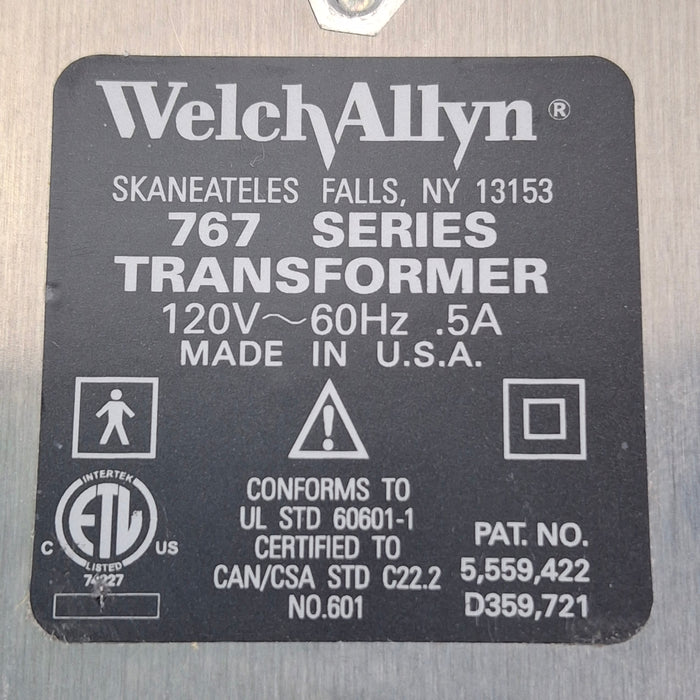 WelchAllyn®
SKANEATELES FALLS, NY 13153
767 SERIES
TRANSFORMER
120V～60Hz .5A
MADE IN U.S.A.
INTERTEK
ETL
C US
LISTED
CONFORMS TO
UL STD 60601-1
CERTIFIED TO
CAN/CSA STD C22.2
NO.601
PAT. NO.
5,559,422
D359,721